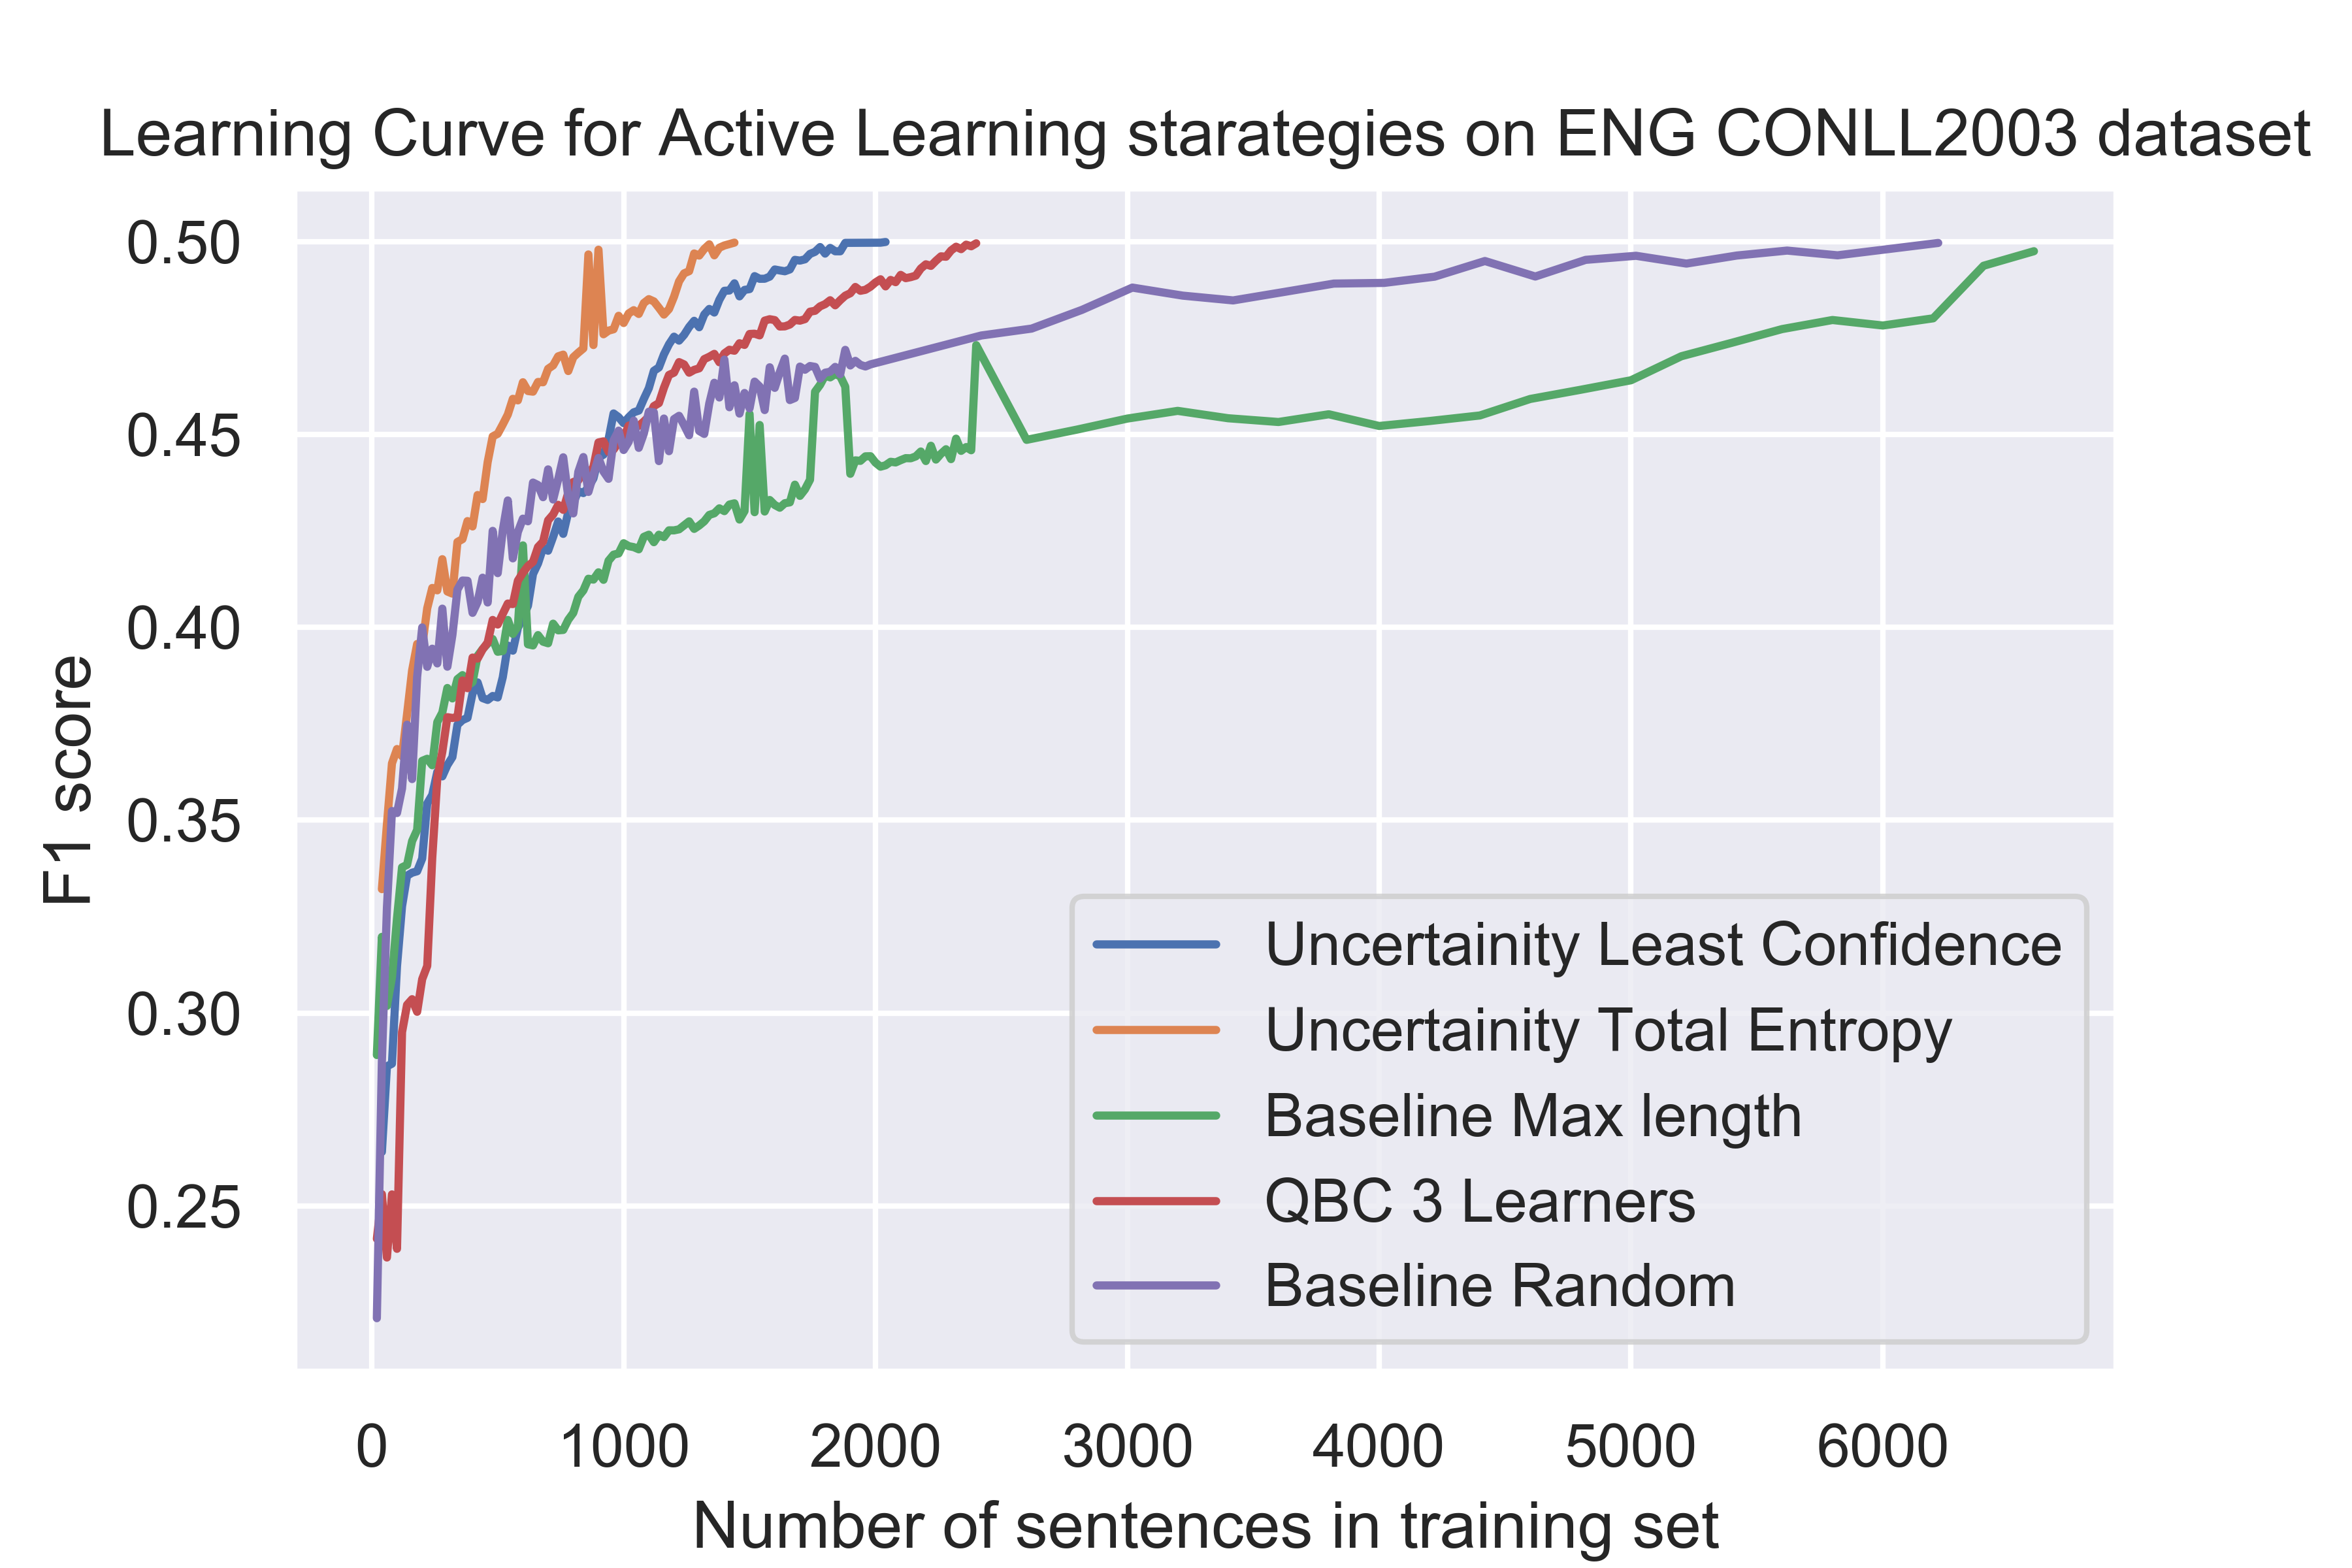 Learning Curve for Active Learning starategies on ENG CONLL2003 dataset
F1 score
0.50
0.45
0.40
0.35
0.30
0.25
Uncertainity Least Confidence
Uncertainity Total Entropy
Baseline Max length
QBC 3 Learners
Baseline Random
0 1000 2000 3000 4000 5000 6000
Number of sentences in training set